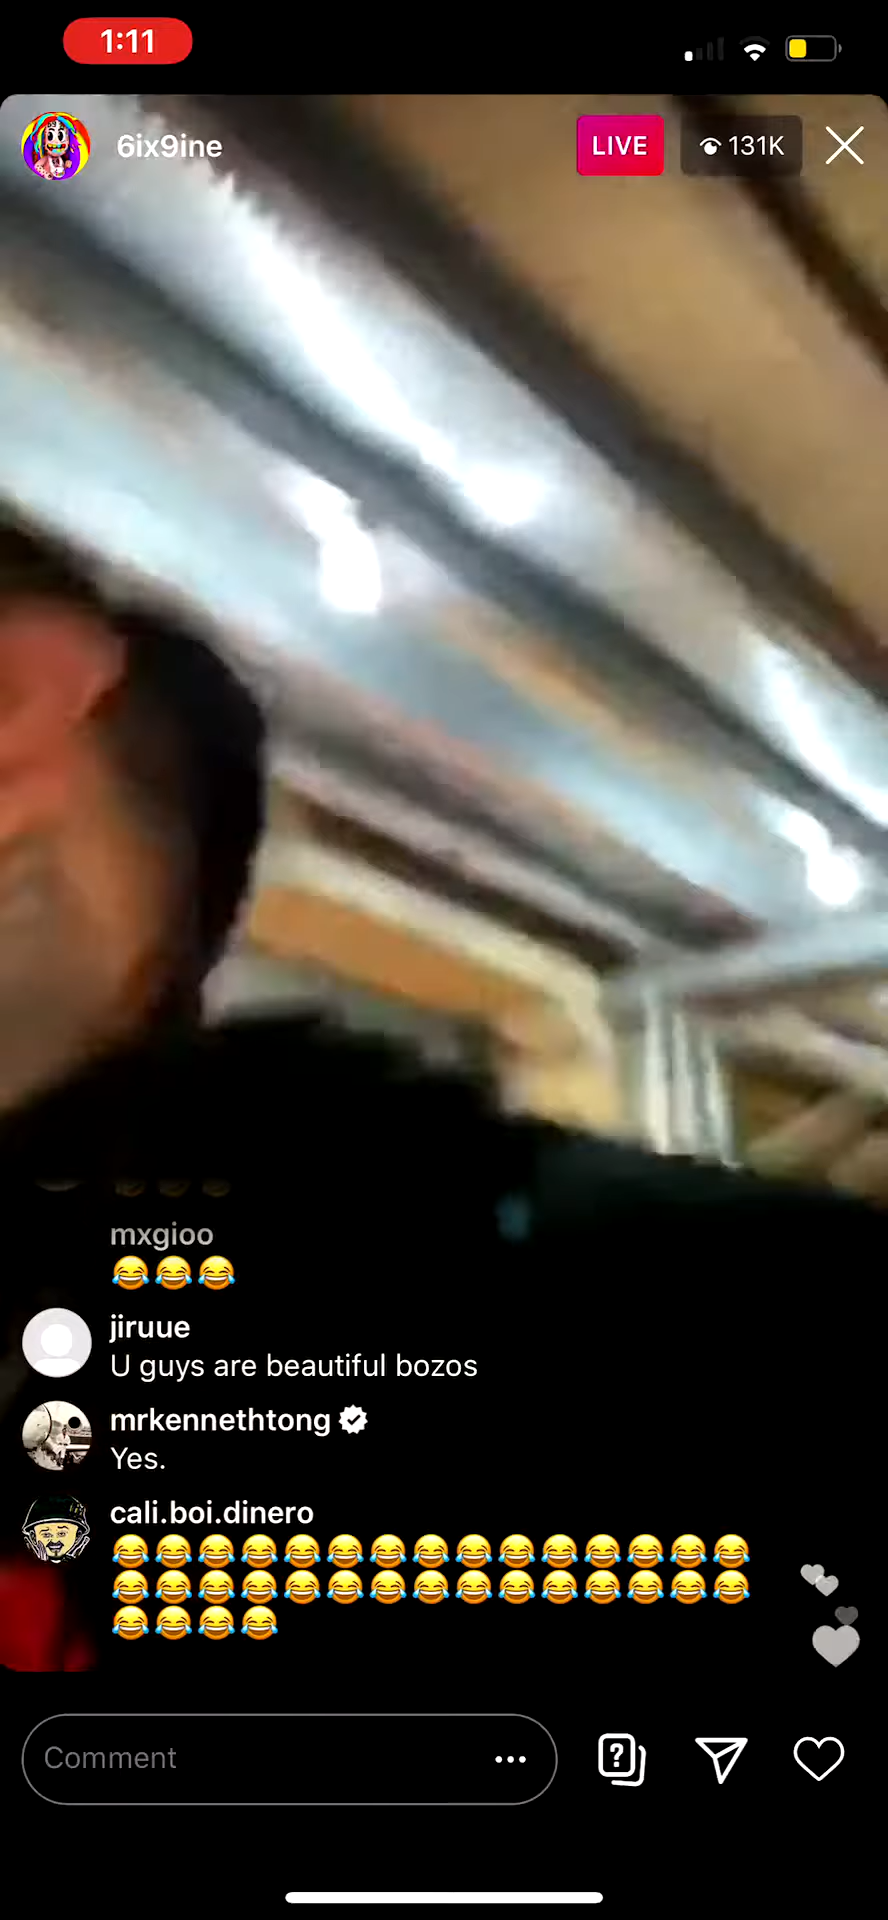 1:11
6ix9ine
LIVE
131K
mxgioo
😂😂😂
jiruue
U guys are beautiful bozos
mrkennethtong
Yes.
cali.boi.dinero
😂😂😂😂😂😂😂😂😂😂😂😂😂😂😂
😂😂😂😂😂😂😂😂😂😂😂😂😂😂😂
😂😂😂😂
Comment